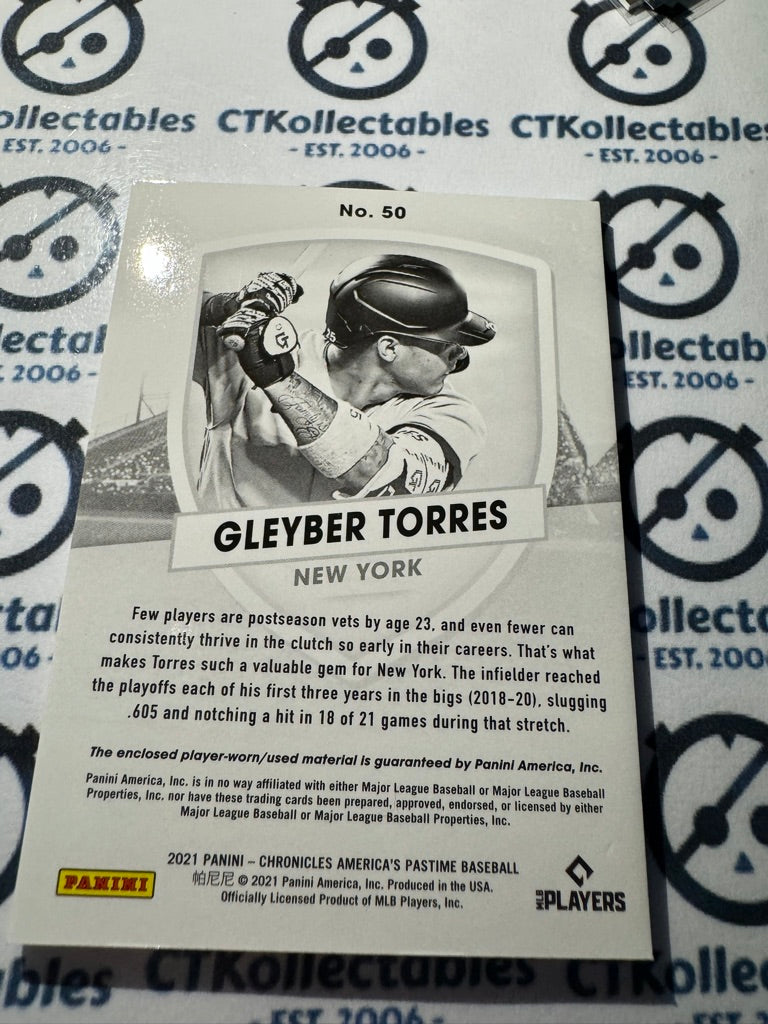 ollectables CTKollectables CTKollectables
EST. 2006 - - EST. 2006 - - EST. 2006 -
No. 50
GLEYBER TORRES
NEW YORK
Few players are postseason vets by age 23, and even fewer can
consistently thrive in the clutch so early in their careers. That's what
makes Torres such a valuable gem for New York. The infielder reached
the playoffs each of his first three years in the bigs (2018-20), slugging
.605 and notching a hit in 18 of 21 games during that stretch.
The enclosed player-worn/used material is guaranteed by Panini America, Inc.
Panini America, Inc. is in no way affiliated with either Major League Baseball or Major League Baseball
Properties, Inc. nor have these trading cards been prepared, approved, endorsed, or licensed by either
Major League Baseball or Major League Baseball Properties, Inc.
2021 PANINI – CHRONICLES AMERICA'S PASTIME BASEBALL
帕尼尼 © 2021 Panini America, Inc. Produced in the USA.
Officially Licensed Product of MLB Players, Inc.
PANINI
MLB PLAYERS
CTKollectables
EST. 2006 -